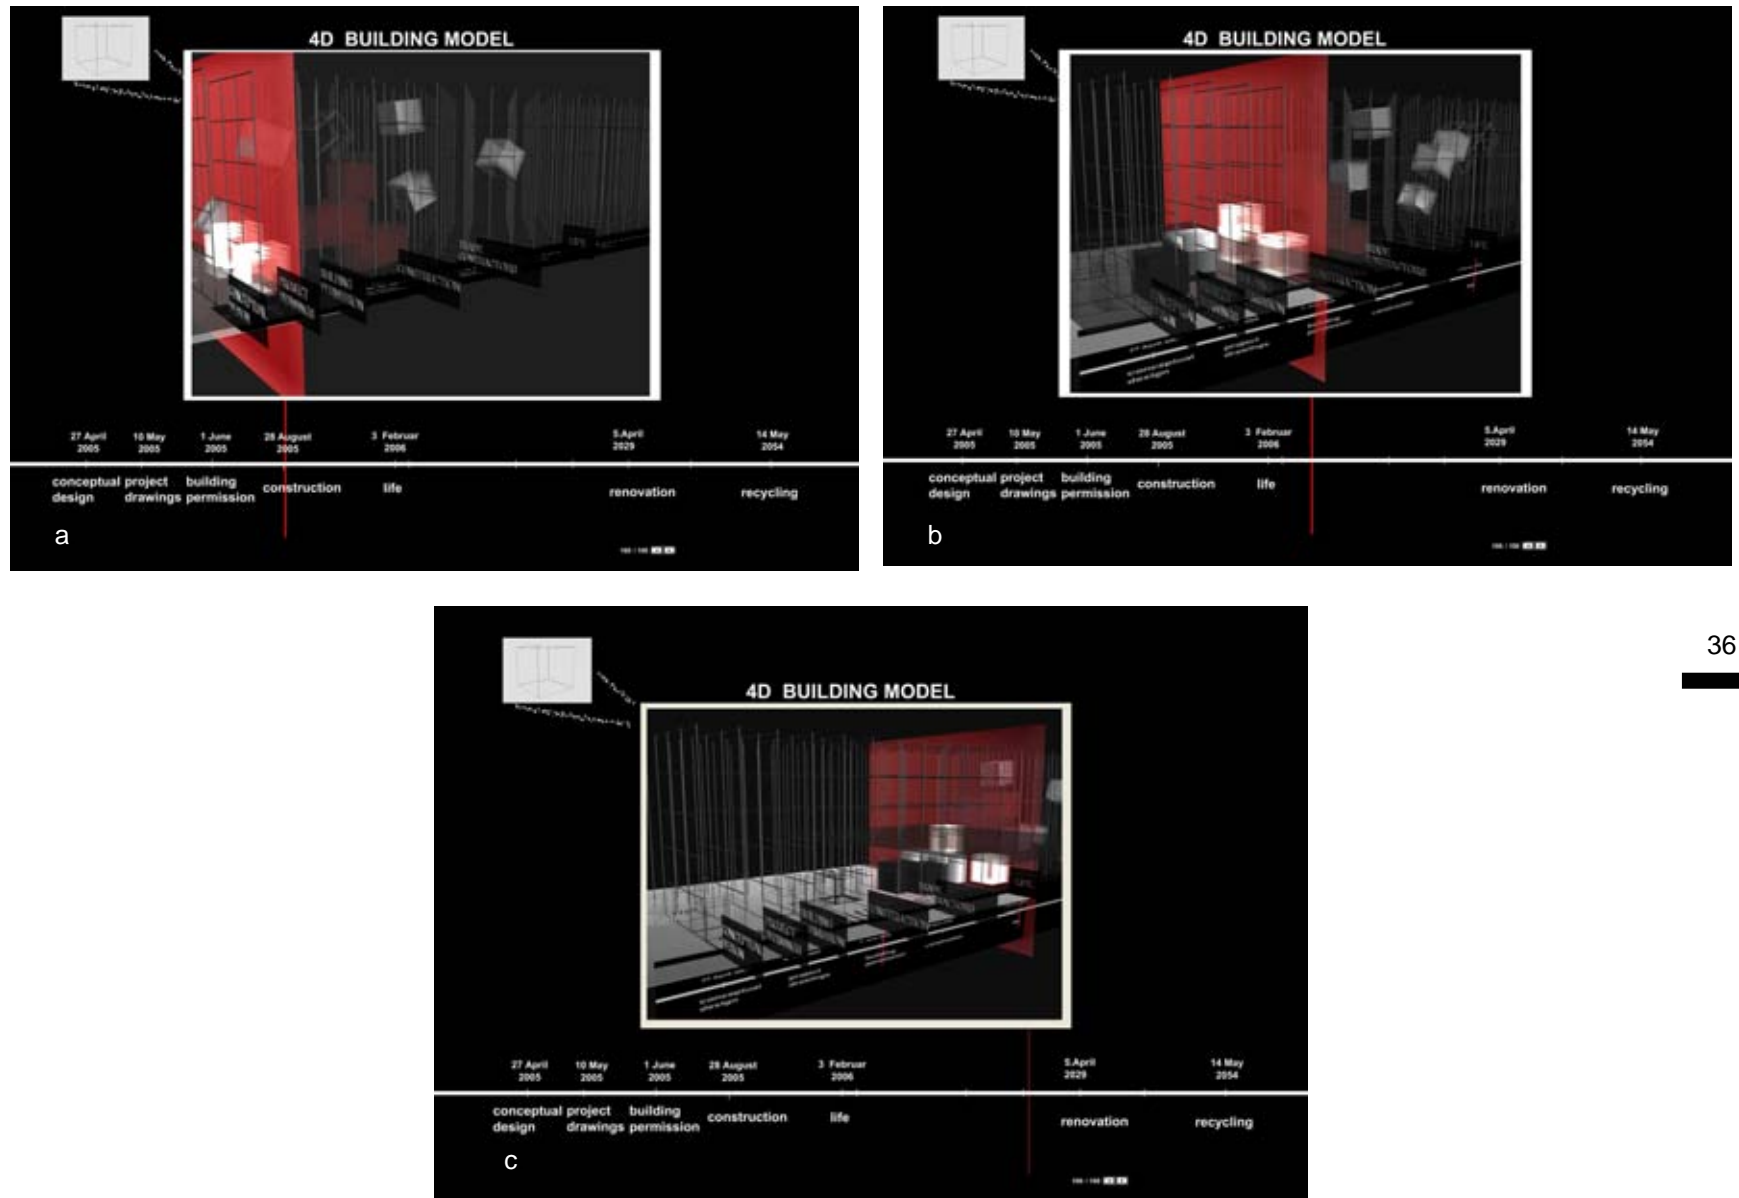 4D BUILDING MODEL
27 April 10 May 1 June 28 August 3 Februar 5.April 14 May
2005 2005 2005 2005 2006 2029 2054
conceptual project building construction life renovation recycling
design drawings permission
a
4D BUILDING MODEL
27 April 10 May 1 June 28 August 3 Februar 5.April 14 May
2005 2005 2005 2005 2006 2029 2054
conceptual project building construction life renovation recycling
design drawings permission
b
36
4D BUILDING MODEL
conceptual
design
project
drawings
27 April 10 May 1 June 28 August 3 Februar 5.April 14 May
2005 2005 2005 2005 2006 2029 2054
conceptual project building construction life renovation recycling
design drawings permission
c